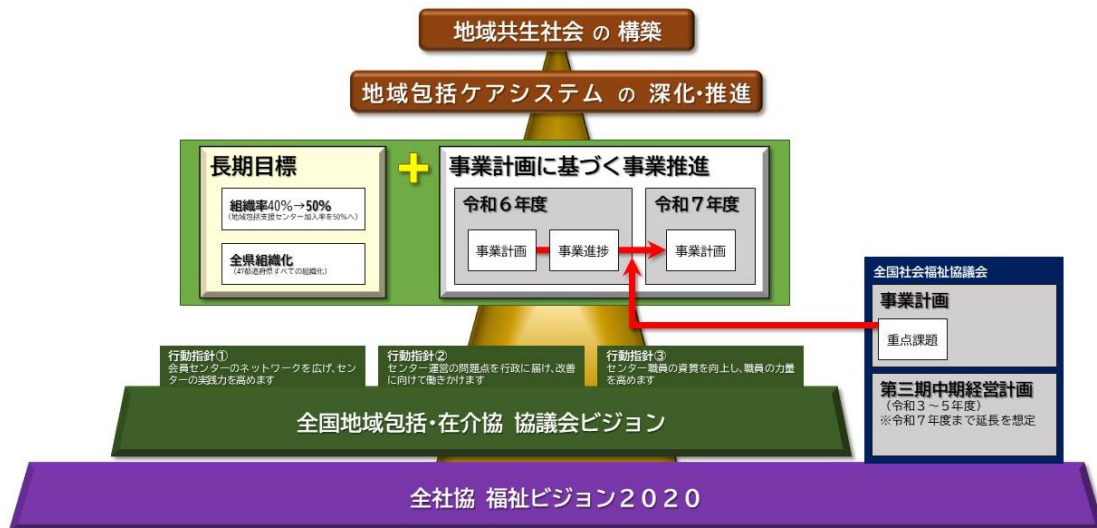 地域共生社会 の 構築
地域包括ケアシステム の 深化・推進
長期目標
組織率40%→50%
(地域包括支援センター加入率を50%へ)
全県組織化
(47都道府県すべての組織化)
+
事業計画に基づく事業推進
令和6年度
事業計画
事業進捗
令和7年度
事業計画
全国社会福祉協議会
事業計画
重点課題
第三期中期経営計画
(令和3~5年度)
※令和7年度まで延長を想定
行動指針①
会員センターのネットワークを広げ、セン
ターの実践力を高めます
行動指針②
センター運営の問題点を行政に届け、改善
に向けて働きかけます
行動指針③
センター職員の資質を向上し、職員の力量
を高めます
全国地域包括・在介協 協議会ビジョン
全社協 福祉ビジョン2020